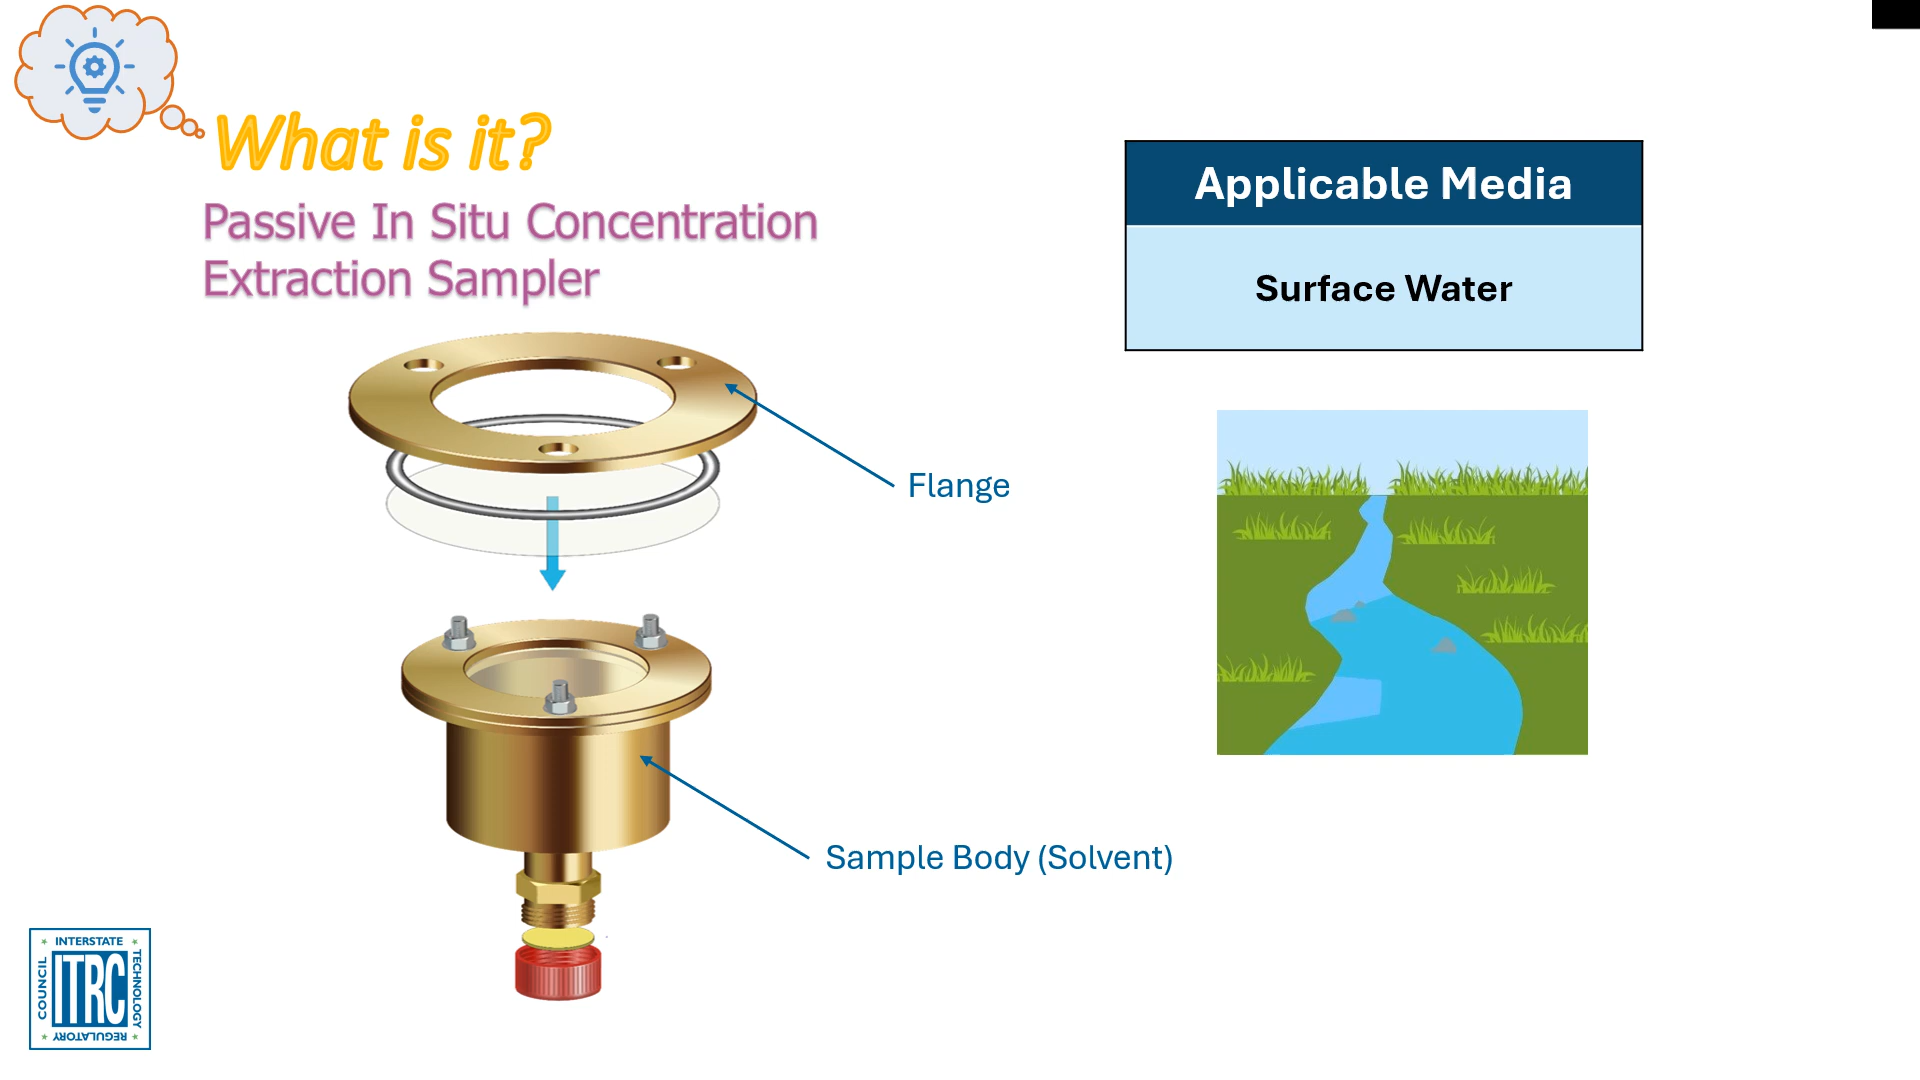 What is it?
Passive In Situ Concentration
Extraction Sampler
Applicable Media
Surface Water
Flange
Sample Body (Solvent)
INTERSTATE
TECHNOLOGY
REGULATORY
COUNCIL
ITRC